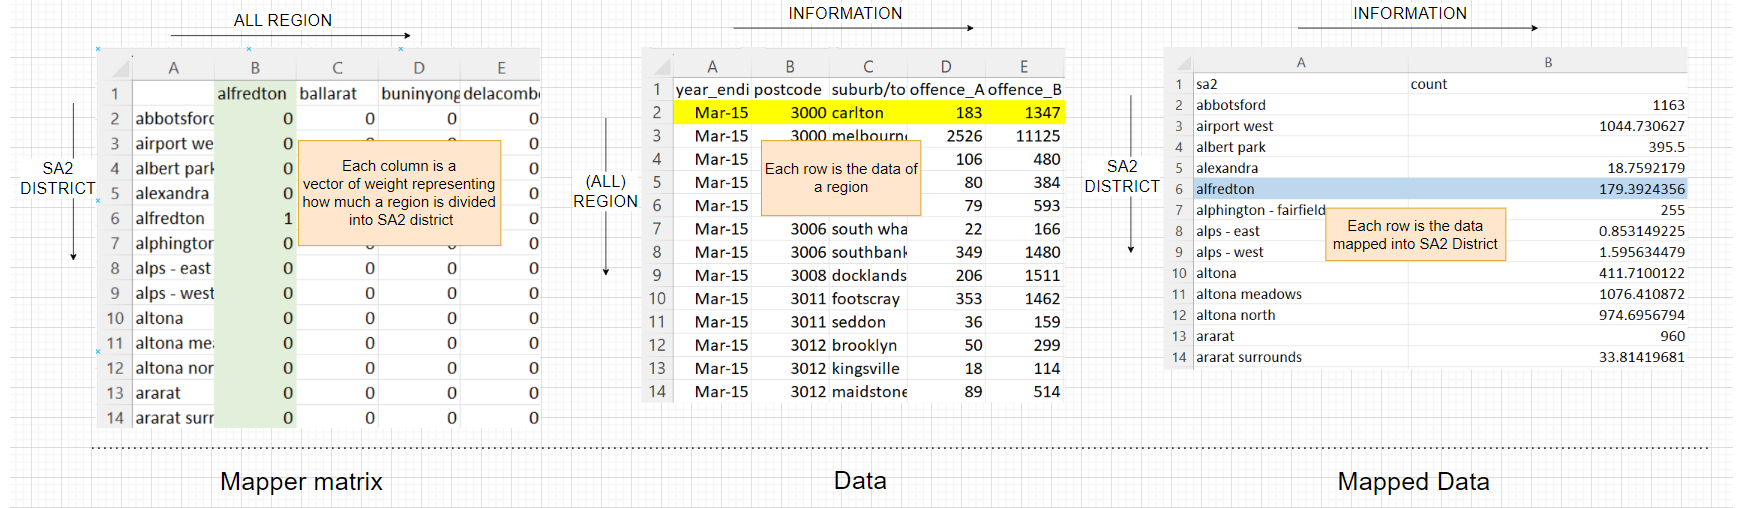 ALL REGION
INFORMATION
INFORMATION
A B C D E
1 alfredton ballarat buninyong delacombe
2 abbotsford 0 0 0 0
3 airport we 0 0 0 0
4 albert park 0
5 alexandra 0
6 alfredton 1 0
7 alphington 0 0 0 0
8 alps - east 0 0 0 0
9 alps - west 0 0 0 0
10 altona 0 0 0 0
11 altona mea 0 0 0 0
12 altona nor 0 0 0 0
13 ararat 0 0 0 0
14 ararat surr 0 0 0 0
SA2
DISTRICT
Each column is a
vector of weight representing
how much a region is divided
into SA2 district
A B C D E
1 year_endi postcode suburb/to offence_A offence_B
2 Mar-15 3000 carlton 183 1347
3 Mar-15 3000 melbourne 2526 11125
4 Mar-15 106 480
5 Mar-15 80 384
6 Mar-15 79 593
7 Mar-15 3006 south wha 22 166
8 Mar-15 3006 southbank 349 1480
9 Mar-15 3008 docklands 206 1511
10 Mar-15 3011 footscray 353 1462
11 Mar-15 3011 seddon 36 159
12 Mar-15 3012 brooklyn 50 299
13 Mar-15 3012 kingsville 18 114
14 Mar-15 3012 maidstone 89 514
(ALL)
REGION
Each row is the data of
a region
A B
1 sa2 count
2 abbotsford 1163
3 airport west 1044.730627
4 albert park 395.5
5 alexandra 18.7592179
6 alfredton 179.3924356
7 alphington - fairfield 255
8 alps - east 0.853149225
9 alps - west 1.595634479
10 altona 411.7100122
11 altona meadows 1076.410872
12 altona north 974.6956794
13 ararat 960
14 ararat surrounds 33.81419681
SA2
DISTRICT
Each row is the data
mapped into SA2 District
Mapper matrix
Data
Mapped Data